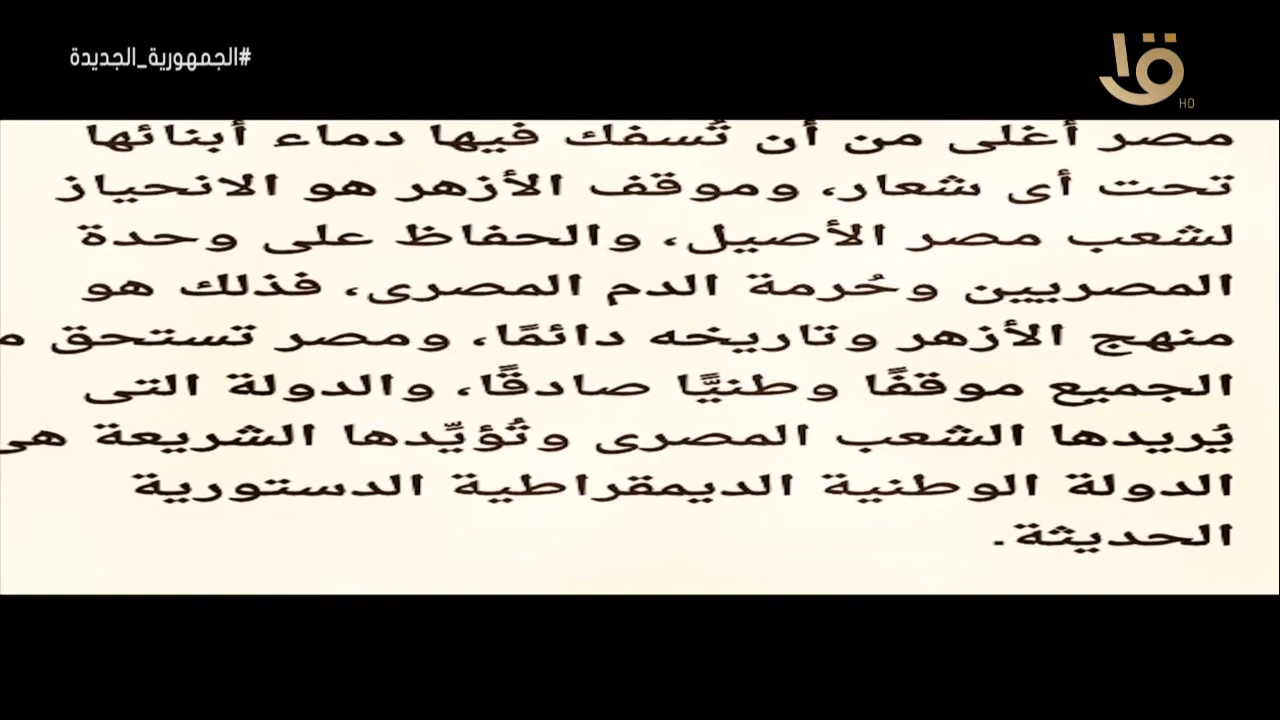 #الجمهورية_الجديدة
HD
مصر أغلى من أن تُسفك فيها دماء أبنائها
تحت أى شعار، وموقف الأزهر هو الانحياز
لشعب مصر الأصيل، والحفاظ على وحدة
المصريين وحُرمة الدم المصرى، فذلك هو
منهج الأزهر وتاريخه دائمًا، ومصر تستحق
الجميع موقفًا وطنيًّا صادقًا، والدولة التى
يُريدها الشعب المصرى وتُؤيِّدها الشريعة هى
الدولة الوطنية الديمقراطية الدستورية
الحديثة.